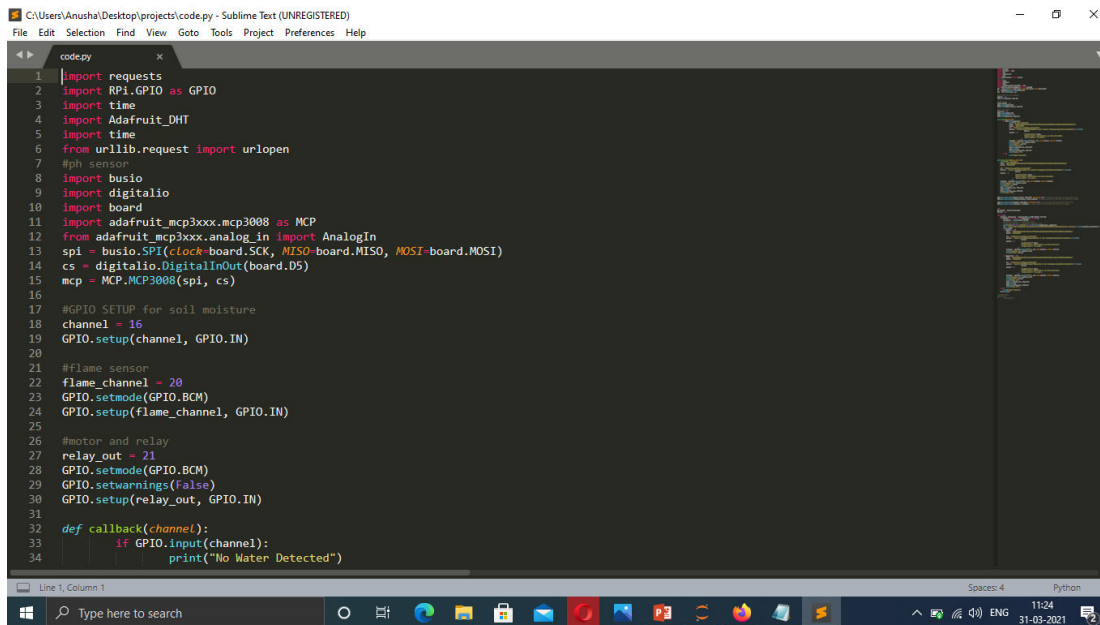 C:\Users\Anusha\Desktop\projects\code.py - Sublime Text (UNREGISTERED)
File Edit Selection Find View Goto Tools Project Preferences Help
code.py ×
1 import requests
2 import RPi.GPIO as GPIO
3 import time
4 import Adafruit_DHT
5 import time
6 from urllib.request import urlopen
7 #ph sensor
8 import busio
9 import digitalio
10 import board
11 import adafruit_mcp3xxx.mcp3008 as MCP
12 from adafruit_mcp3xxx.analog_in import AnalogIn
13 spi = busio.SPI(clock=board.SCK, MISO=board.MISO, MOSI=board.MOSI)
14 cs = digitalio.DigitalInOut(board.D5)
15 mcp = MCP.MCP3008(spi, cs)
16
17 #GPIO SETUP for soil moisture
18 channel = 16
19 GPIO.setup(channel, GPIO.IN)
20
21 #flame sensor
22 flame_channel = 20
23 GPIO.setmode(GPIO.BCM)
24 GPIO.setup(flame_channel, GPIO.IN)
25
26 #motor and relay
27 relay_out = 21
28 GPIO.setmode(GPIO.BCM)
29 GPIO.setwarnings(False)
30 GPIO.setup(relay_out, GPIO.IN)
31
32 def callback(channel):
33 if GPIO.input(channel):
34 print("No Water Detected")
Line 1, Column 1 Spaces: 4 Python
Type here to search ENG 11:24
31-03-2021 2